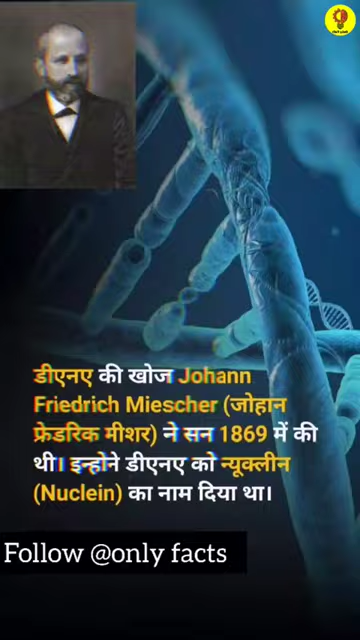 डीएनए की खोज Johann
Friedrich Miescher (जोहान
फ्रेडरिक मीशर) ने सन 1869 में की
थी। इन्होने डीएनए को न्यूक्लीन
(Nuclein) का नाम दिया था।
Follow @only facts